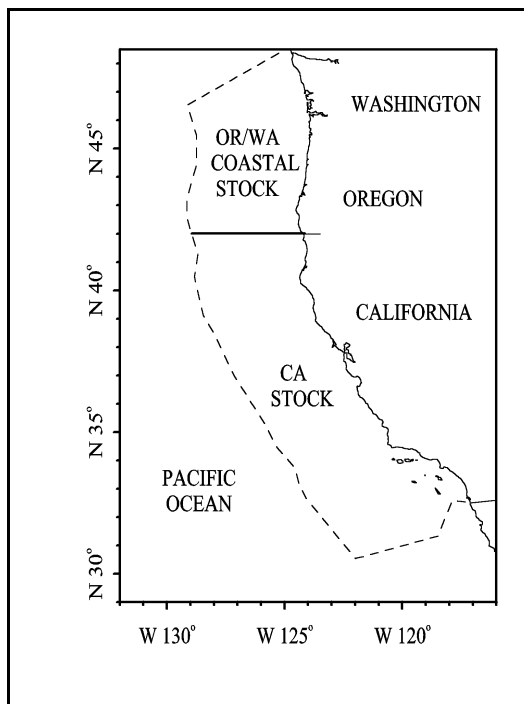 WASHINGTON
OR/WA
COASTAL
STOCK
OREGON
CALIFORNIA
CA
STOCK
PACIFIC
OCEAN
N 45°
N 40°
N 35°
N 30°
W 130°
W 125°
W 120°